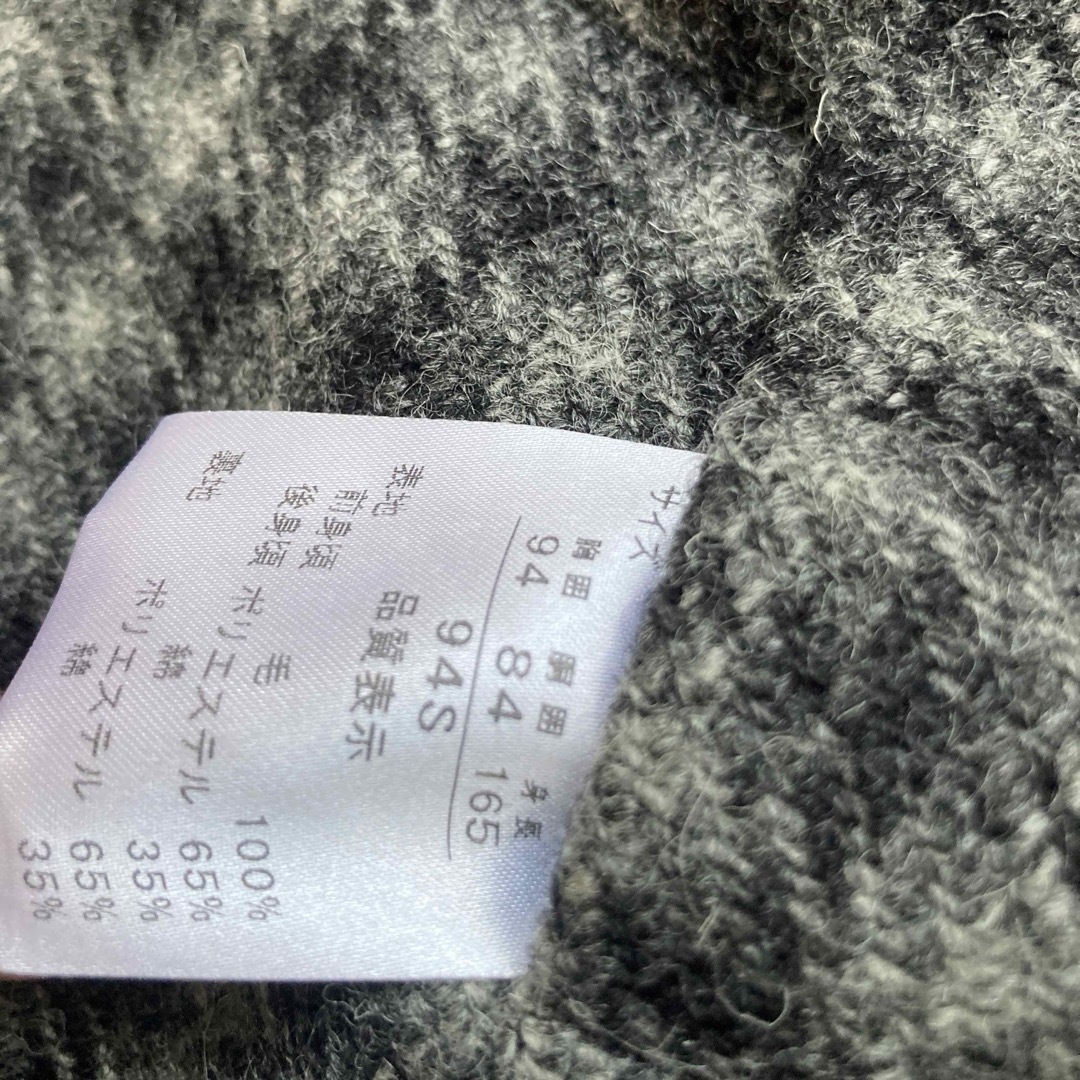 サイズ
胸囲 胴囲 身長
94 84 165
94S
品質表示
表地
前身頃 毛 100%
後身頃 ポリエステル 65%
綿 35%
裏地 ポリエステル 65%
綿 35%